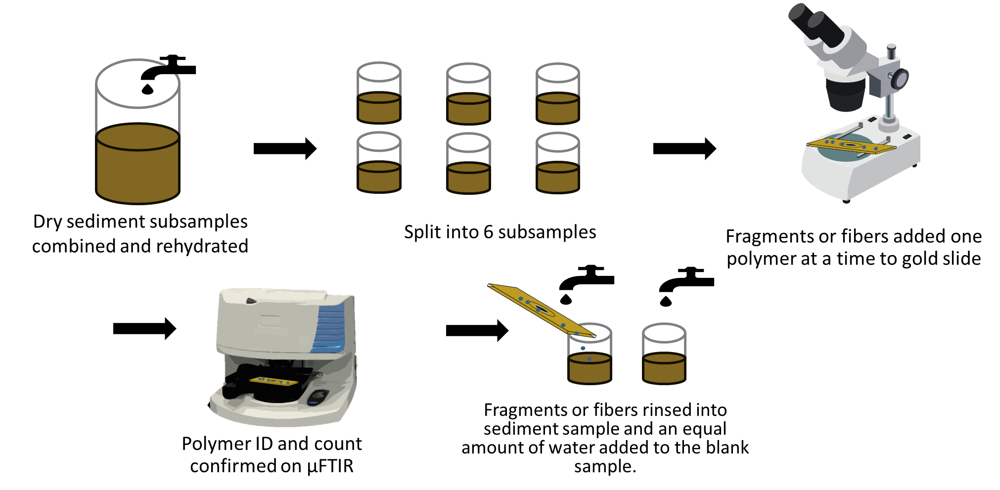 Dry sediment subsamples
combined and rehydrated
Split into 6 subsamples
Fragments or fibers added one
polymer at a time to gold slide
Polymer ID and count
confirmed on µFTIR
Fragments or fibers rinsed into
sediment sample and an equal
amount of water added to the blank
sample.